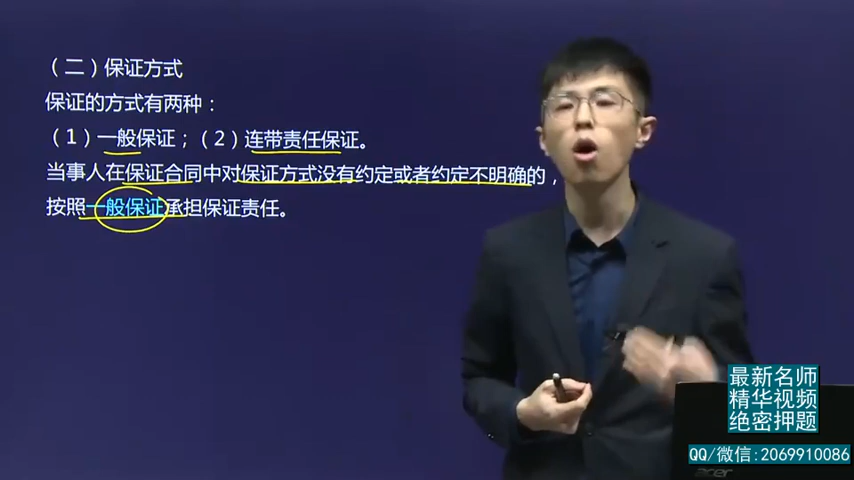 （二）保证方式
保证的方式有两种：
（1）一般保证；（2）连带责任保证。
当事人在保证合同中对保证方式没有约定或者约定不明确的，
按照一般保证承担保证责任。
最新名师
精华视频
绝密押题
QQ/微信:2069910086
acer